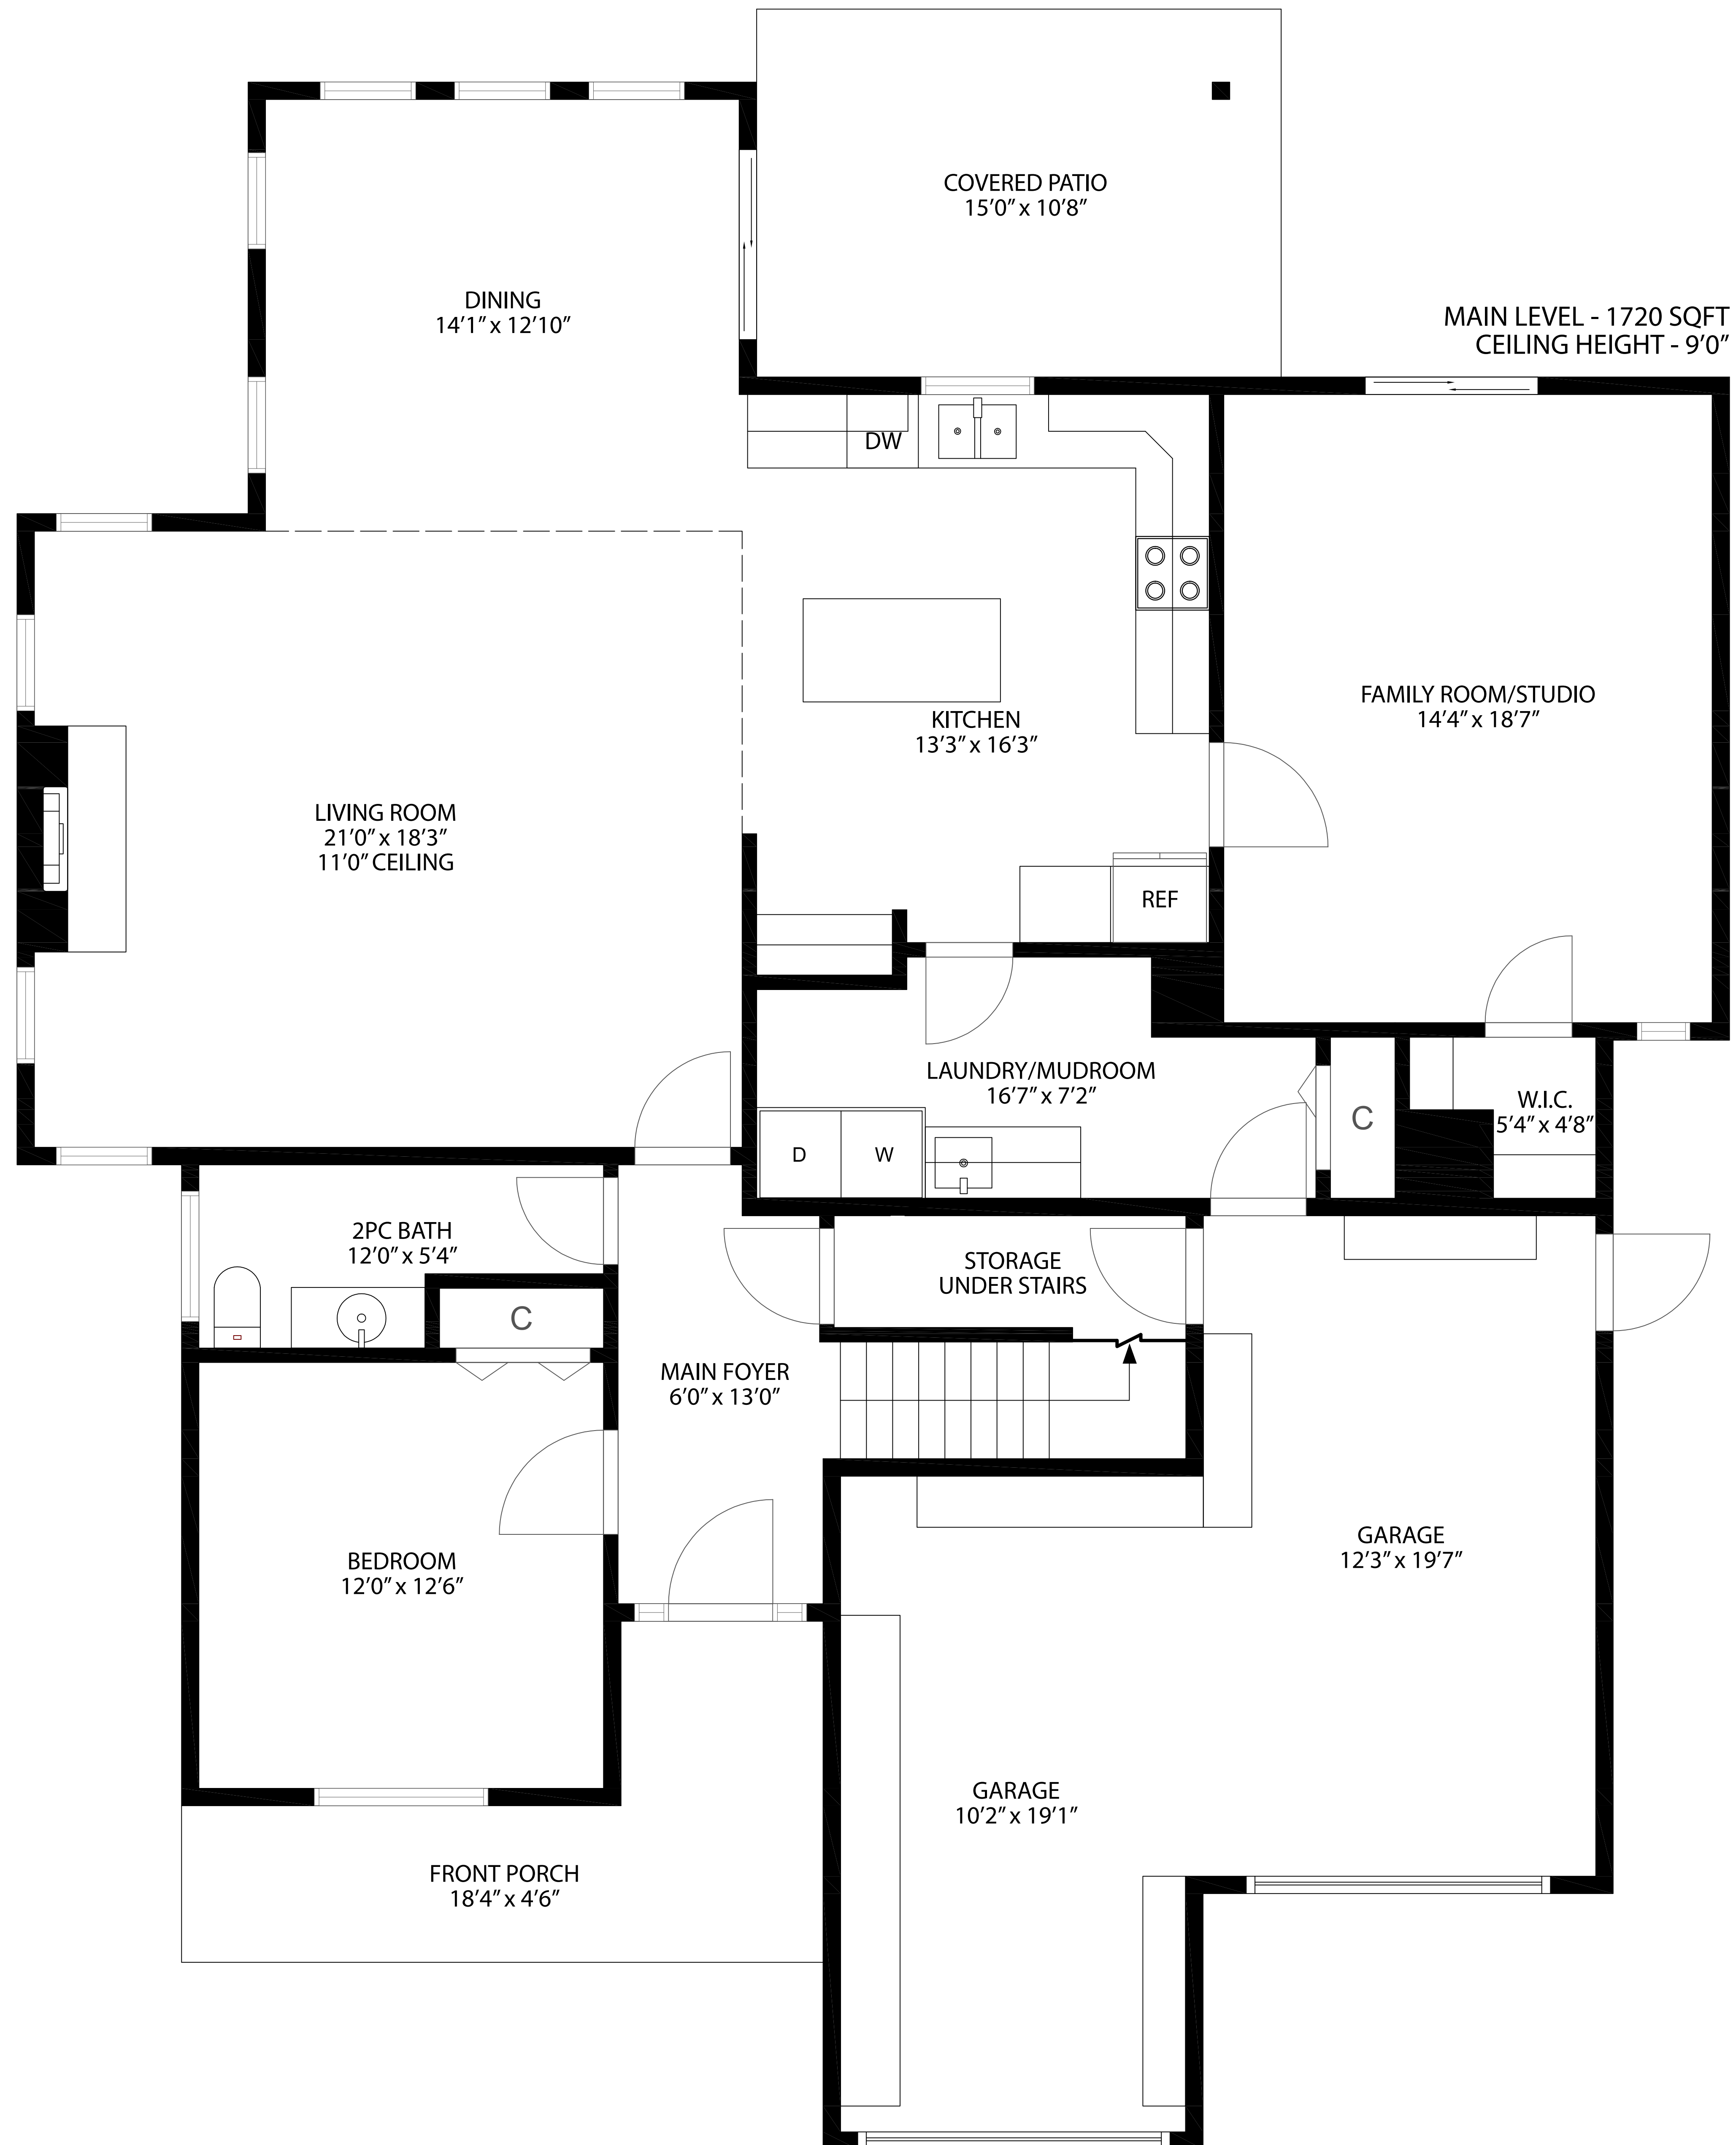 COVERED PATIO
15’0” x 10’8”
DINING
14’1” x 12’10”
MAIN LEVEL - 1720 SQFT
CEILING HEIGHT - 9’0”
DW
FAMILY ROOM/STUDIO
14’4” x 18’7”
KITCHEN
13’3” x 16’3”
LIVING ROOM
21’0” x 18’3”
11’0” CEILING
REF
LAUNDRY/MUDROOM
16’7” x 7’2”
W.I.C.
5’4” x 4’8”
C
D
W
2PC BATH
12’0” x 5’4”
STORAGE
UNDER STAIRS
C
MAIN FOYER
6’0” x 13’0”
GARAGE
12’3” x 19’7”
BEDROOM
12’0” x 12’6”
GARAGE
10’2” x 19’1”
FRONT PORCH
18’4” x 4’6”